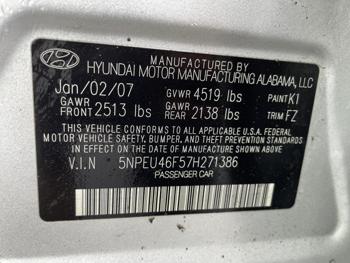 MANUFACTURED BY
HYUNDAI MOTOR MANUFACTURING ALABAMA, LLC
Jan/02/07 GVWR 4519 lbs PAINT K1
GAWR FRONT 2513 lbs GAWR REAR 2138 lbs TRIM FZ
THIS VEHICLE CONFORMS TO ALL APPLICABLE U.S.A. FEDERAL
MOTOR VEHICLE SAFETY, BUMPER, AND THEFT PREVENTION STANDARDS
IN EFFECT ON THE DATE OF MANUFACTURE SHOWN ABOVE.
V.I.N 5NPEU46F57H271386
PASSENGER CAR